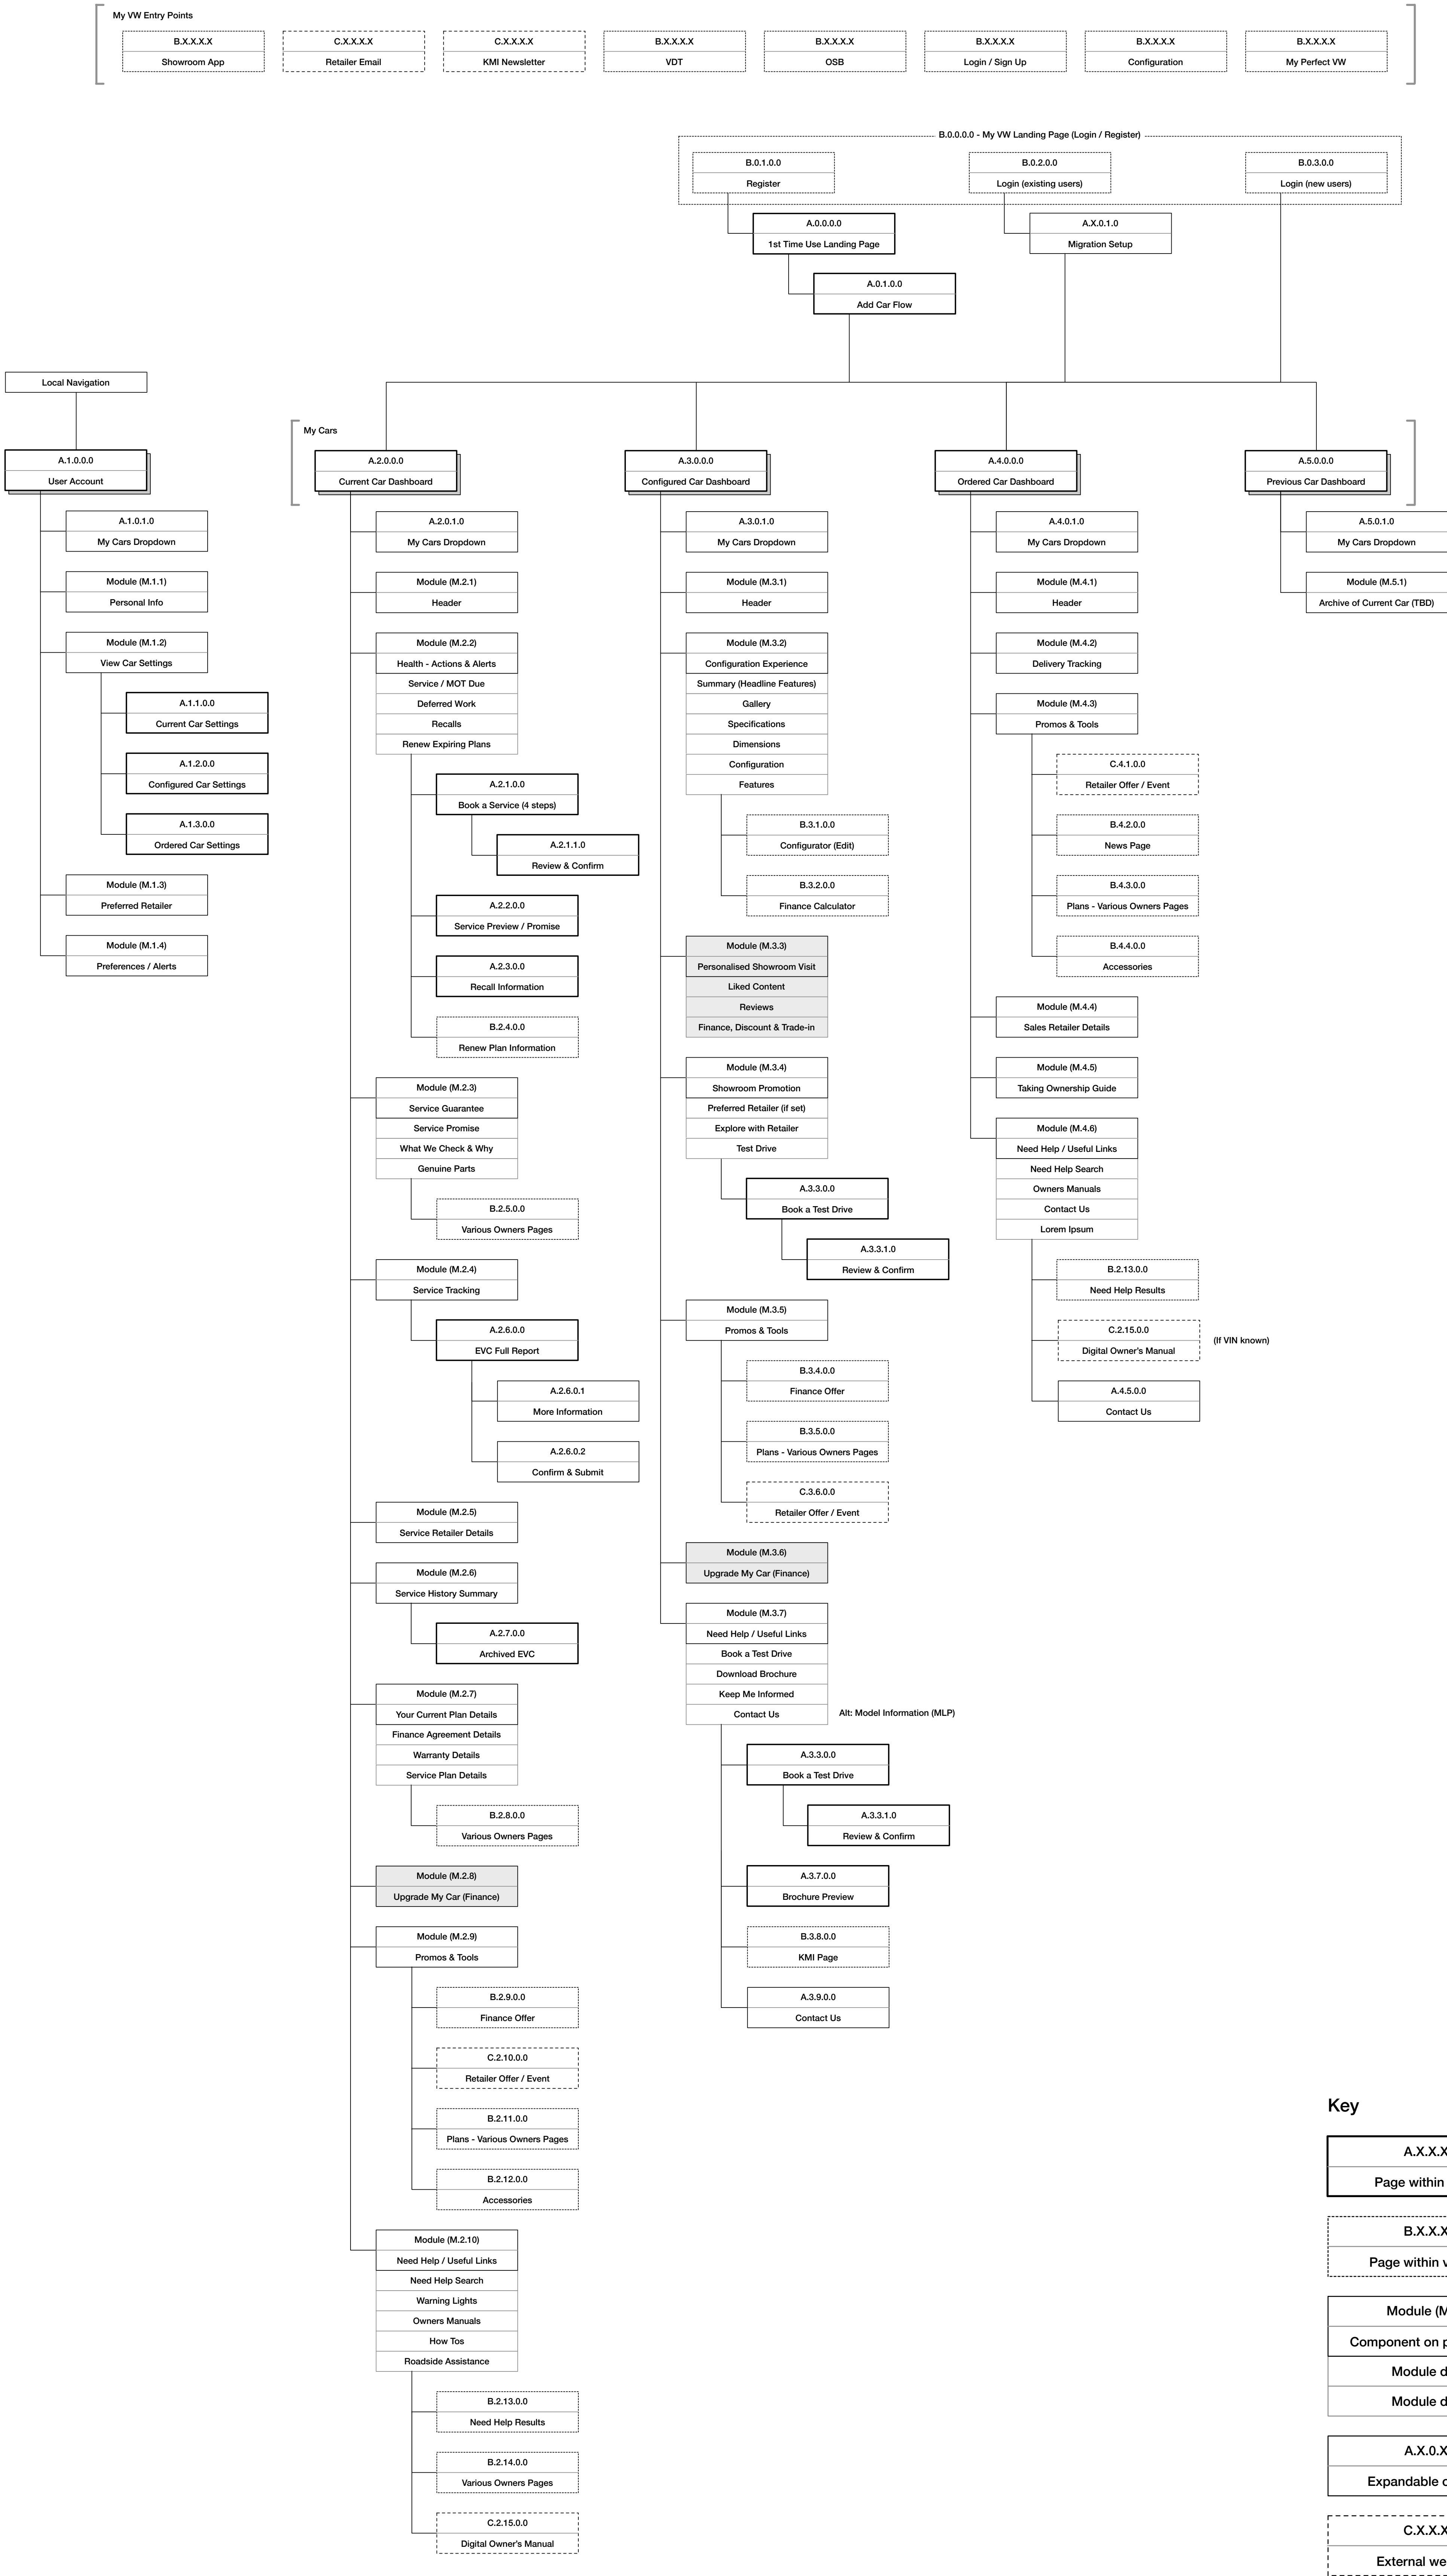 My VW Entry Points
B.X.X.X.X
Showroom App
C.X.X.X.X
Retailer Email
C.X.X.X.X
KMI Newsletter
B.X.X.X.X
VDT
B.X.X.X.X
OSB
B.X.X.X.X
Login / Sign Up
B.X.X.X.X
Configuration
B.X.X.X.X
My Perfect VW
B.0.0.0.0 - My VW Landing Page (Login / Register)
B.0.1.0.0
Register
B.0.2.0.0
Login (existing users)
B.0.3.0.0
Login (new users)
A.0.0.0.0
1st Time Use Landing Page
A.X.0.1.0
Migration Setup
A.0.1.0.0
Add Car Flow
Local Navigation
A.1.0.0.0
User Account
A.1.0.1.0
My Cars Dropdown
Module (M.1.1)
Personal Info
Module (M.1.2)
View Car Settings
A.1.1.0.0
Current Car Settings
A.1.2.0.0
Configured Car Settings
A.1.3.0.0
Ordered Car Settings
Module (M.1.3)
Preferred Retailer
Module (M.1.4)
Preferences / Alerts
My Cars
A.2.0.0.0
Current Car Dashboard
A.2.0.1.0
My Cars Dropdown
Module (M.2.1)
Header
Module (M.2.2)
Health - Actions & Alerts
Service / MOT Due
Deferred Work
Recalls
Renew Expiring Plans
A.2.1.0.0
Book a Service (4 steps)
A.2.1.1.0
Review & Confirm
A.2.2.0.0
Service Preview / Promise
A.2.3.0.0
Recall Information
B.2.4.0.0
Renew Plan Information
Module (M.2.3)
Service Guarantee
Service Promise
What We Check & Why
Genuine Parts
B.2.5.0.0
Various Owners Pages
Module (M.2.4)
Service Tracking
A.2.6.0.0
EVC Full Report
A.2.6.0.1
More Information
A.2.6.0.2
Confirm & Submit
Module (M.2.5)
Service Retailer Details
Module (M.2.6)
Service History Summary
A.2.7.0.0
Archived EVC
Module (M.2.7)
Your Current Plan Details
Finance Agreement Details
Warranty Details
Service Plan Details
B.2.8.0.0
Various Owners Pages
Module (M.2.8)
Upgrade My Car (Finance)
Module (M.2.9)
Promos & Tools
B.2.9.0.0
Finance Offer
C.2.10.0.0
Retailer Offer / Event
B.2.11.0.0
Plans - Various Owners Pages
B.2.12.0.0
Accessories
Module (M.2.10)
Need Help / Useful Links
Need Help Search
Warning Lights
Owners Manuals
How Tos
Roadside Assistance
B.2.13.0.0
Need Help Results
B.2.14.0.0
Various Owners Pages
C.2.15.0.0
Digital Owner's Manual
A.3.0.0.0
Configured Car Dashboard
A.3.0.1.0
My Cars Dropdown
Module (M.3.1)
Header
Module (M.3.2)
Configuration Experience
Summary (Headline Features)
Gallery
Specifications
Dimensions
Configuration
Features
B.3.1.0.0
Configurator (Edit)
B.3.2.0.0
Finance Calculator
Module (M.3.3)
Personalised Showroom Visit
Liked Content
Reviews
Finance, Discount & Trade-in
Module (M.3.4)
Showroom Promotion
Preferred Retailer (if set)
Explore with Retailer
Test Drive
A.3.3.0.0
Book a Test Drive
A.3.3.1.0
Review & Confirm
Module (M.3.5)
Promos & Tools
B.3.4.0.0
Finance Offer
B.3.5.0.0
Plans - Various Owners Pages
C.3.6.0.0
Retailer Offer / Event
Module (M.3.6)
Upgrade My Car (Finance)
Module (M.3.7)
Need Help / Useful Links
Book a Test Drive
Download Brochure
Keep Me Informed
Contact Us
Alt: Model Information (MLP)
A.3.3.0.0
Book a Test Drive
A.3.3.1.0
Review & Confirm
A.3.7.0.0
Brochure Preview
B.3.8.0.0
KMI Page
A.3.9.0.0
Contact Us
A.4.0.0.0
Ordered Car Dashboard
A.4.0.1.0
My Cars Dropdown
Module (M.4.1)
Header
Module (M.4.2)
Delivery Tracking
Module (M.4.3)
Promos & Tools
C.4.1.0.0
Retailer Offer / Event
B.4.2.0.0
News Page
B.4.3.0.0
Plans - Various Owners Pages
B.4.4.0.0
Accessories
Module (M.4.4)
Sales Retailer Details
Module (M.4.5)
Taking Ownership Guide
Module (M.4.6)
Need Help / Useful Links
Need Help Search
Owners Manuals
Contact Us
Lorem Ipsum
B.2.13.0.0
Need Help Results
C.2.15.0.0
Digital Owner's Manual
(If VIN known)
A.4.5.0.0
Contact Us
A.5.0.0.0
Previous Car Dashboard
A.5.0.1.0
My Cars Dropdown
Module (M.5.1)
Archive of Current Car (TBD)
Key
A.X.X.X
Page within
B.X.X.X
Page within
Module (M
Component on
Module
Module
A.X.0.X
Expandable
C.X.X.X
External